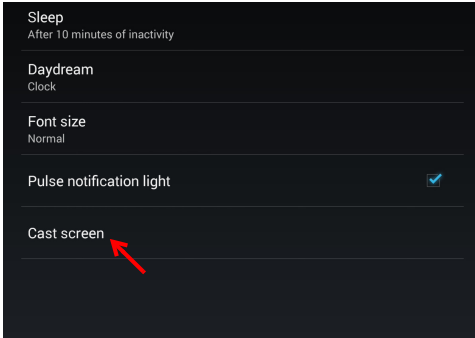 Sleep
After 10 minutes of inactivity
Daydream
Clock
Font size
Normal
Pulse notification light
Cast screen